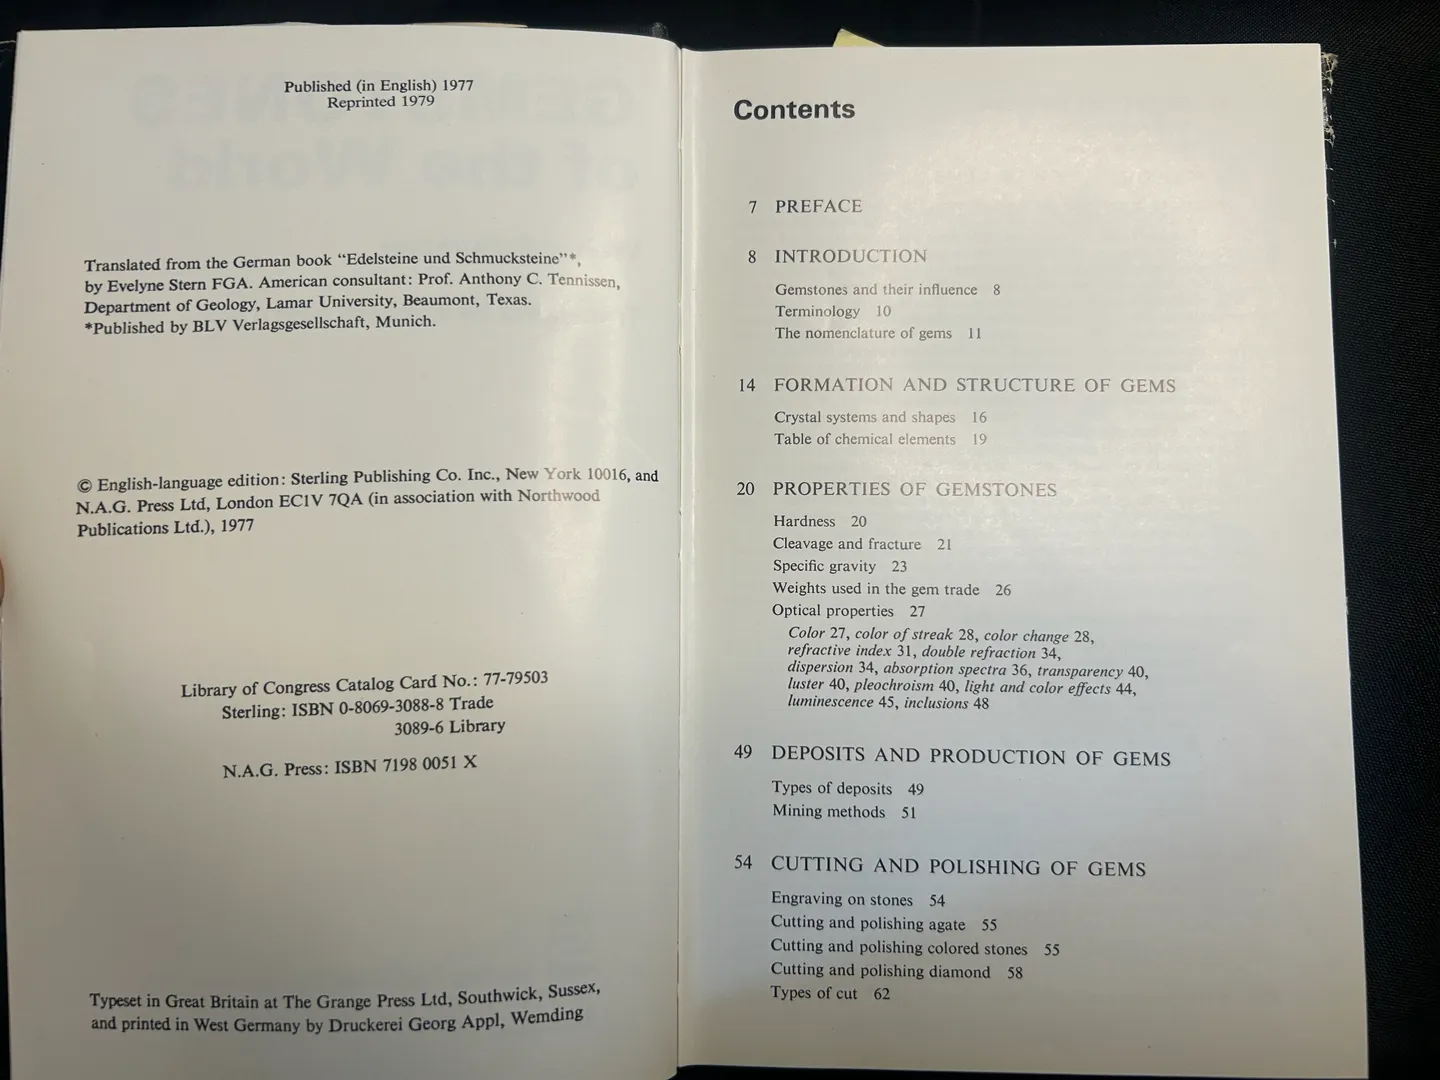 Published (in English) 1977
Reprinted 1979
Translated from the German book “Edelsteine und Schmucksteine”*,
by Evelyne Stern FGA. American consultant: Prof. Anthony C. Tennissen,
Department of Geology, Lamar University, Beaumont, Texas.
*Published by BLV Verlagsgesellschaft, Munich.
© English-language edition: Sterling Publishing Co. Inc., New York 10016, and
N.A.G. Press Ltd, London EC1V 7QA (in association with Northwood
Publications Ltd.), 1977
Library of Congress Catalog Card No.: 77-79503
Sterling: ISBN 0-8069-3088-8 Trade
3089-6 Library
N.A.G. Press: ISBN 7198 0051 X
Typeset in Great Britain at The Grange Press Ltd, Southwick, Sussex,
and printed in West Germany by Druckerei Georg Appl, Wemding
Contents
7 PREFACE
8 INTRODUCTION
Gemstones and their influence 8
Terminology 10
The nomenclature of gems 11
14 FORMATION AND STRUCTURE OF GEMS
Crystal systems and shapes 16
Table of chemical elements 19
20 PROPERTIES OF GEMSTONES
Hardness 20
Cleavage and fracture 21
Specific gravity 23
Weights used in the gem trade 26
Optical properties 27
Color 27, color of streak 28, color change 28,
refractive index 31, double refraction 34,
dispersion 34, absorption spectra 36, transparency 40,
luster 40, pleochroism 40, light and color effects 44,
luminescence 45, inclusions 48
49 DEPOSITS AND PRODUCTION OF GEMS
Types of deposits 49
Mining methods 51
54 CUTTING AND POLISHING OF GEMS
Engraving on stones 54
Cutting and polishing agate 55
Cutting and polishing colored stones 55
Cutting and polishing diamond 58
Types of cut 62